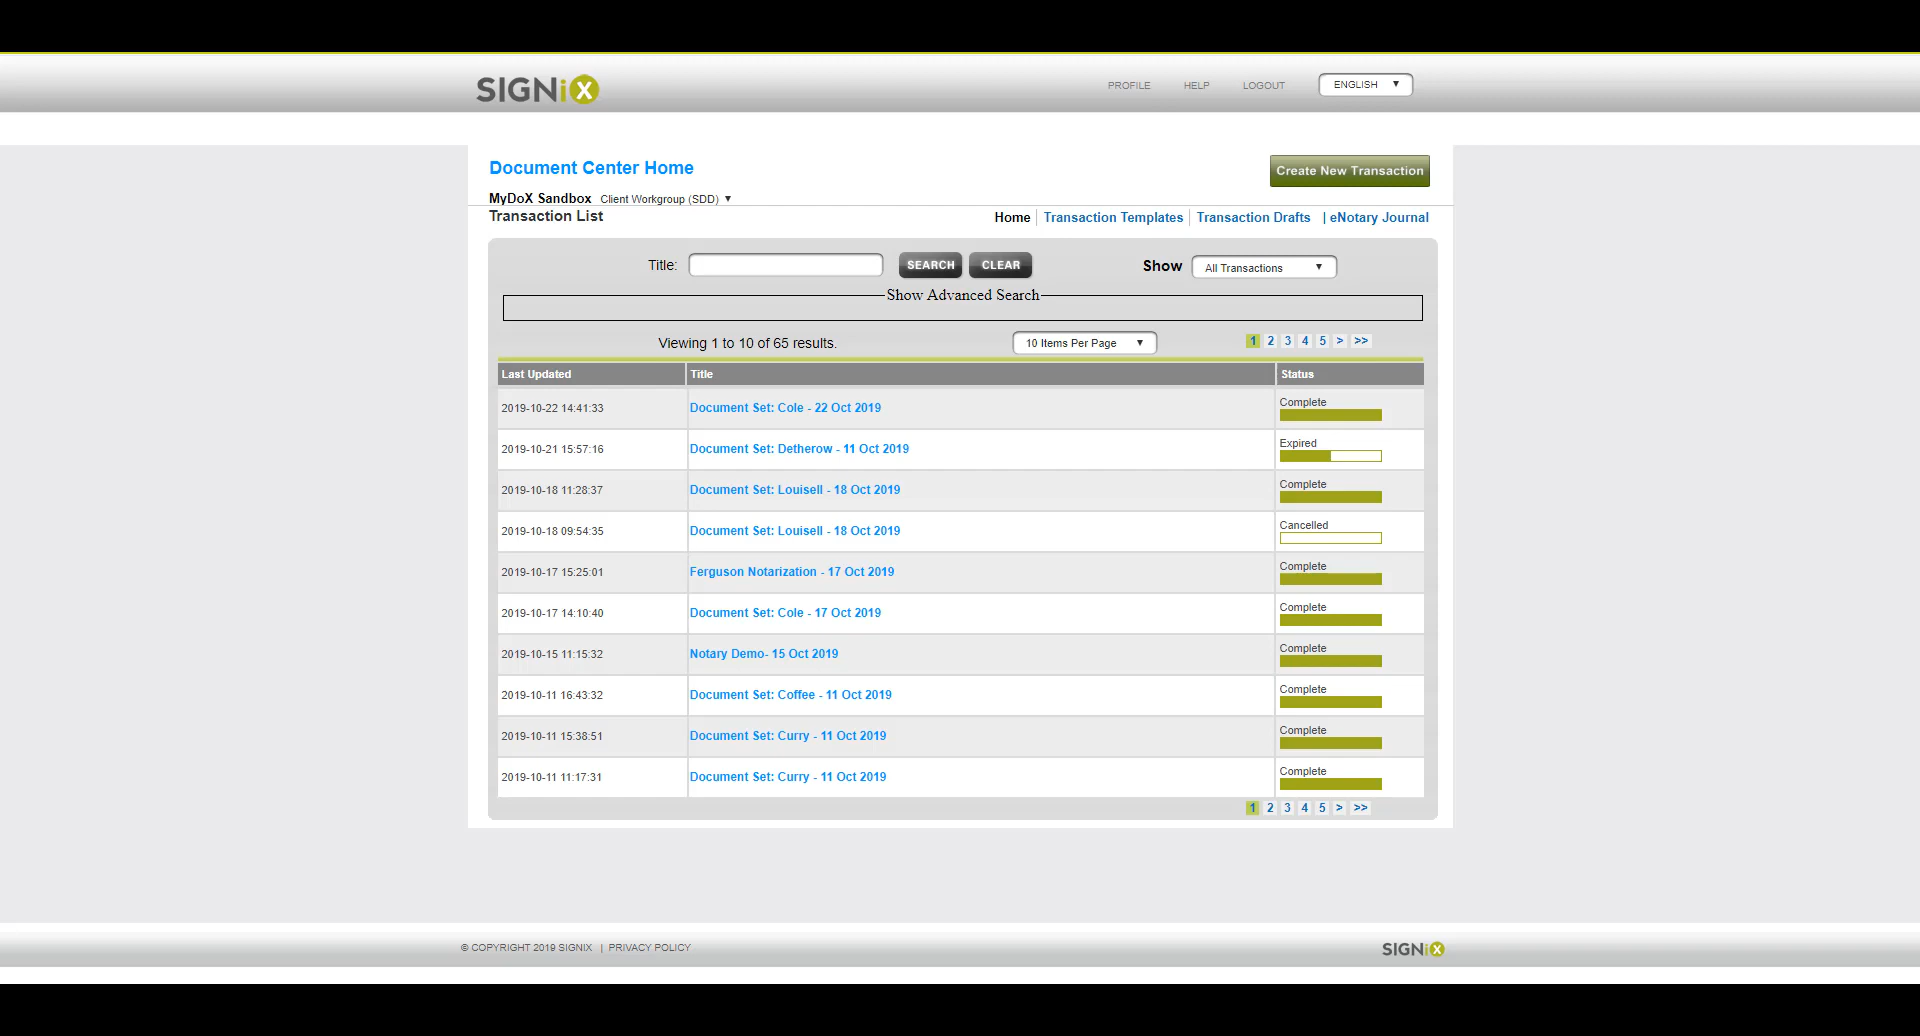 SIGNiX
PROFILE HELP LOGOUT ENGLISH ▼
Document Center Home
Create New Transaction
MyDoX Sandbox Client Workgroup (SDD) ▼
Transaction List
Home Transaction Templates Transaction Drafts | eNotary Journal
Title: SEARCH CLEAR Show All Transactions ▼
Show Advanced Search
Viewing 1 to 10 of 65 results. 10 Items Per Page ▼ 1 2 3 4 5 > >>
Last Updated Title Status
2019-10-22 14:41:33 Document Set: Cole - 22 Oct 2019 Complete
2019-10-21 15:57:16 Document Set: Detherow - 11 Oct 2019 Expired
2019-10-18 11:28:37 Document Set: Louisell - 18 Oct 2019 Complete
2019-10-18 09:54:35 Document Set: Louisell - 18 Oct 2019 Cancelled
2019-10-17 15:25:01 Ferguson Notarization - 17 Oct 2019 Complete
2019-10-17 14:10:40 Document Set: Cole - 17 Oct 2019 Complete
2019-10-15 11:15:32 Notary Demo- 15 Oct 2019 Complete
2019-10-11 16:43:32 Document Set: Coffee - 11 Oct 2019 Complete
2019-10-11 15:38:51 Document Set: Curry - 11 Oct 2019 Complete
2019-10-11 11:17:31 Document Set: Curry - 11 Oct 2019 Complete
1 2 3 4 5 > >>
© COPYRIGHT 2019 SIGNIX | PRIVACY POLICY SIGNiX